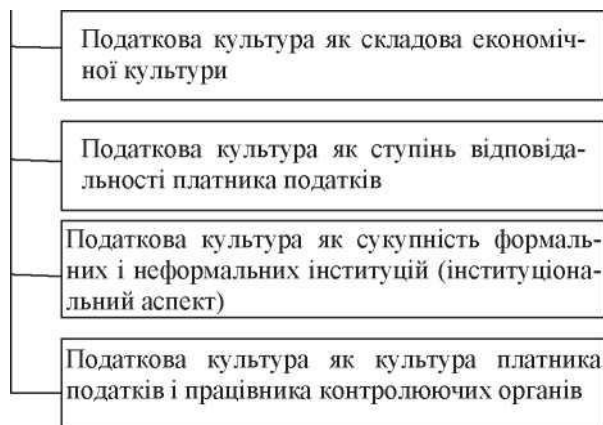 Податкова культура як складова економіч-
ної культури
Податкова культура як ступінь відповіда-
льності платника податків
Податкова культура як сукупність формаль-
них і неформальних інституцій (інституціона-
льний аспект)
Податкова культура як культура платника
податків і працівника контролюючих органів